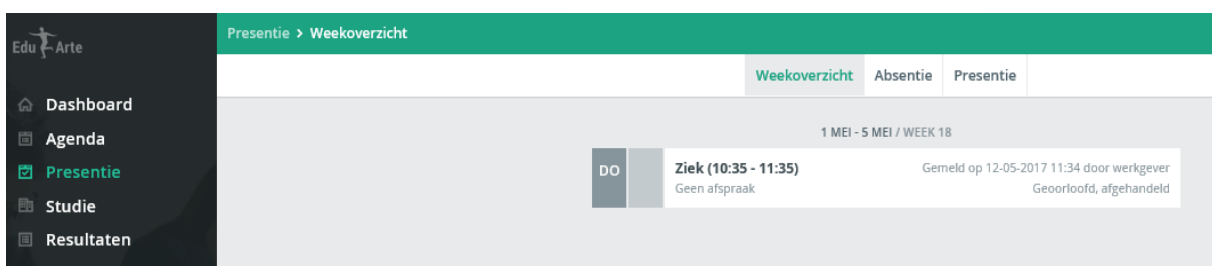 Edu Arte
Dashboard
Agenda
Presentie
Studie
Resultaten
Presentie > Weekoverzicht
Weekoverzicht Absentie Presentie
1 MEI - 5 MEI / WEEK 18
DO
Ziek (10:35 - 11:35) Gemeld op 12-05-2017 11:34 door werkgever
Geen afspraak Geoorloofd, afgehandeld